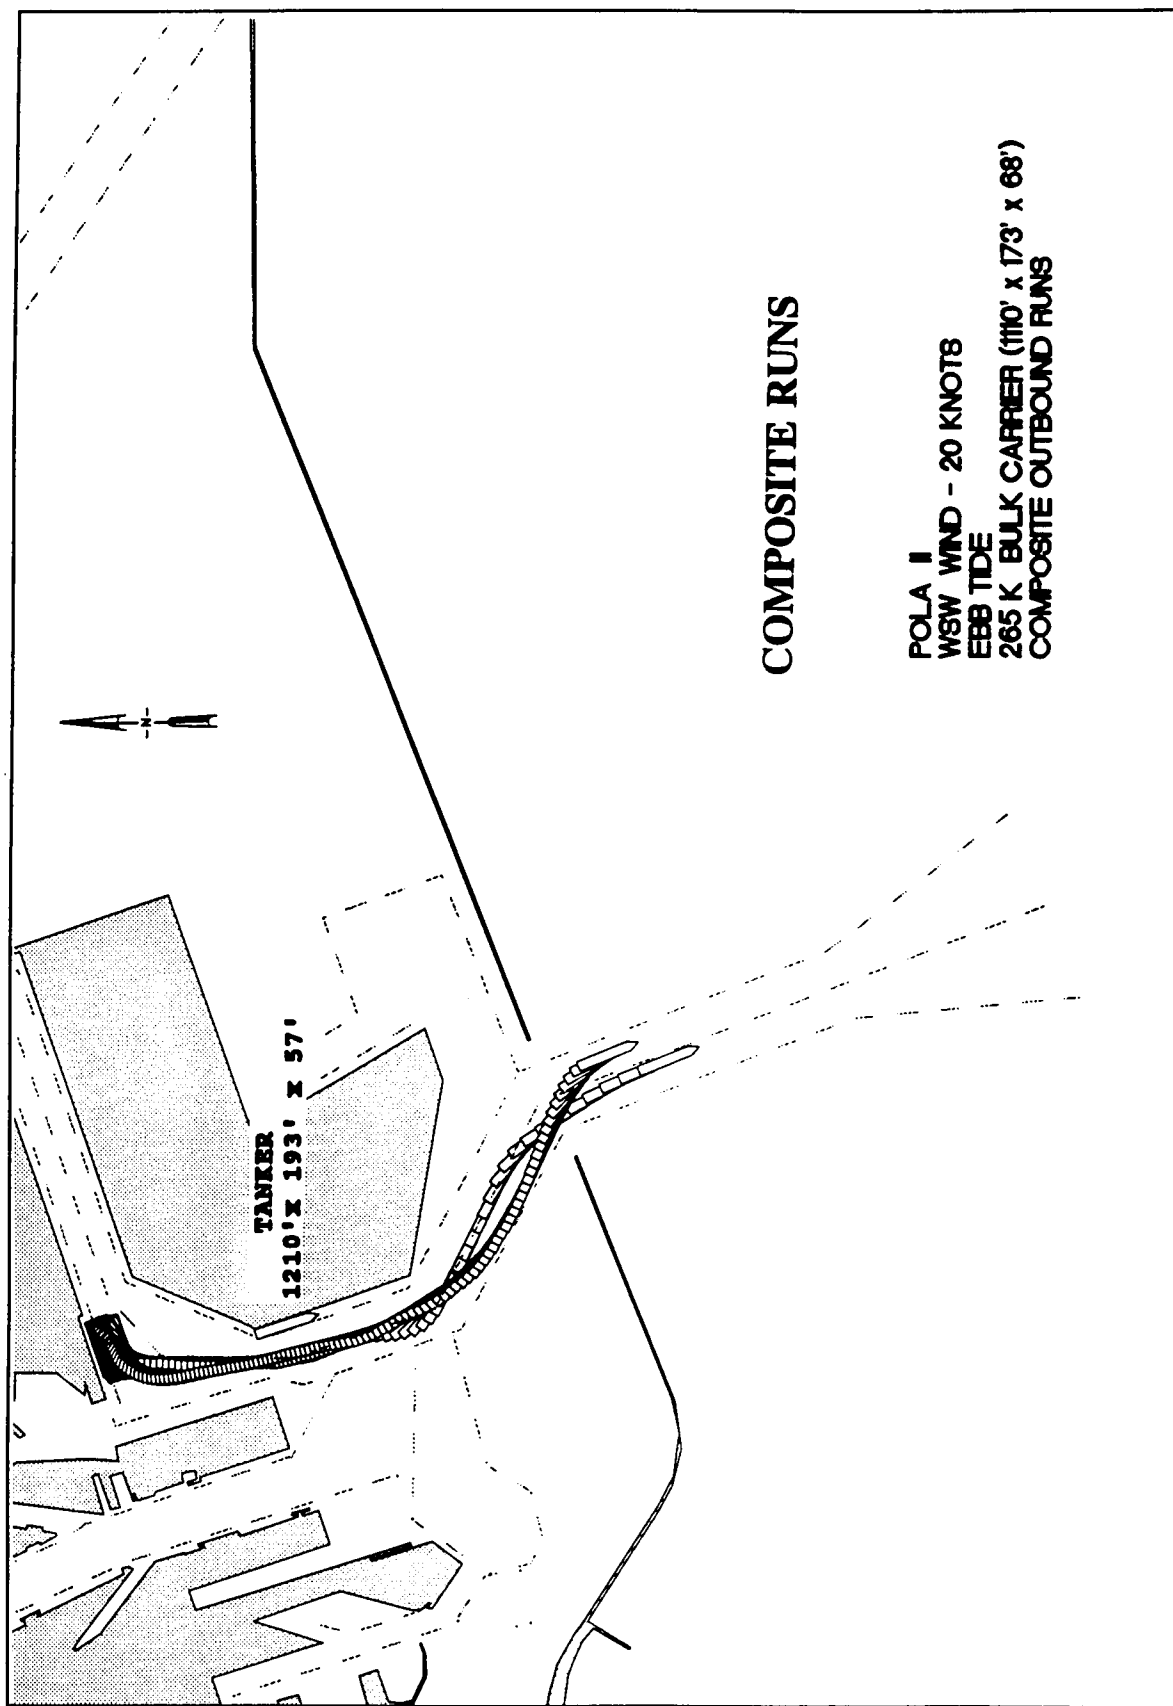 N
TANKER
1210'x 193' x 57'
COMPOSITE RUNS
POLA II
WSW WIND - 20 KNOTS
EBB TIDE
265 K BULK CARRIER (1110' x 173' x 68')
COMPOSITE OUTBOUND RUNS